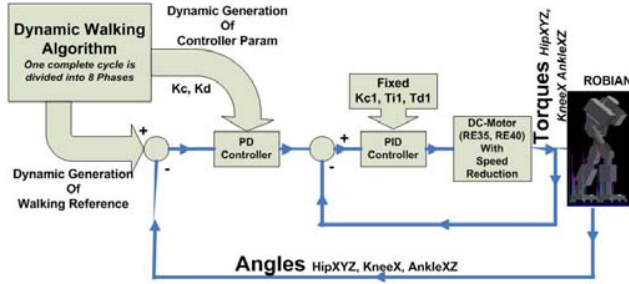 Dynamic Walking
Algorithm
One complete cycle is
divided into 8 Phases
Dynamic Generation
Of
Controller Param
Kc, Kd
Fixed
Kc1, Ti1, Td1
Torques HipXYZ,
KneeX AnkleXZ
ROBIAN
+
-
PD
Controller
+
-
PID
Controller
DC-Motor
(RE35, RE40)
With
Speed
Reduction
Dynamic Generation
Of
Walking Reference
Angles HipXYZ, KneeX, AnkleXZ